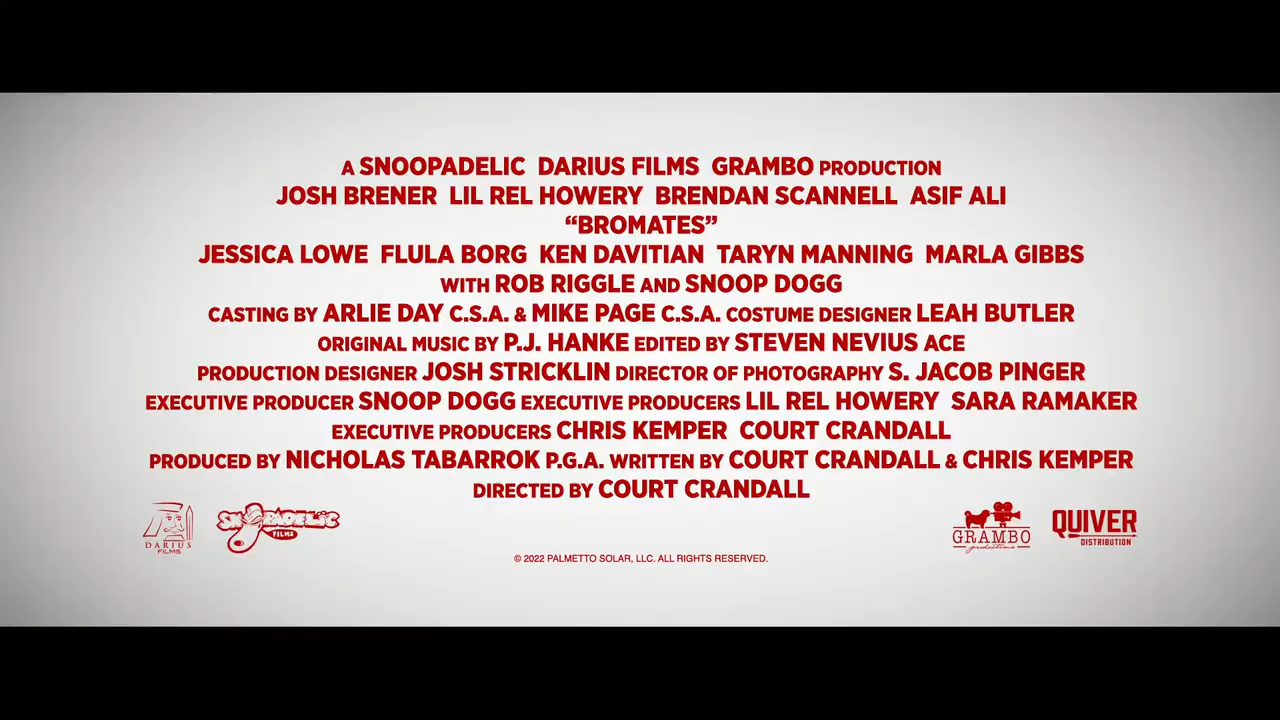 A SNOOPADELIC DARIUS FILMS GRAMBO PRODUCTION
JOSH BRENER LIL REL HOWERY BRENDAN SCANNELL ASIF ALI
“BROMATES”
JESSICA LOWE FLULA BORG KEN DAVITIAN TARYN MANNING MARLA GIBBS
WITH ROB RIGGLE AND SNOOP DOGG
CASTING BY ARLIE DAY C.S.A. & MIKE PAGE C.S.A. COSTUME DESIGNER LEAH BUTLER
ORIGINAL MUSIC BY P.J. HANKE EDITED BY STEVEN NEVIUS ACE
PRODUCTION DESIGNER JOSH STRICKLIN DIRECTOR OF PHOTOGRAPHY S. JACOB PINGER
EXECUTIVE PRODUCER SNOOP DOGG EXECUTIVE PRODUCERS LIL REL HOWERY SARA RAMAKER
EXECUTIVE PRODUCERS CHRIS KEMPER COURT CRANDALL
PRODUCED BY NICHOLAS TABARROK P.G.A. WRITTEN BY COURT CRANDALL & CHRIS KEMPER
DIRECTED BY COURT CRANDALL
DARIUS
FILMS
SNOOPADELIC
FILMS
GRAMBO
productions
QUIVER
DISTRIBUTION
© 2022 PALMETTO SOLAR, LLC. ALL RIGHTS RESERVED.